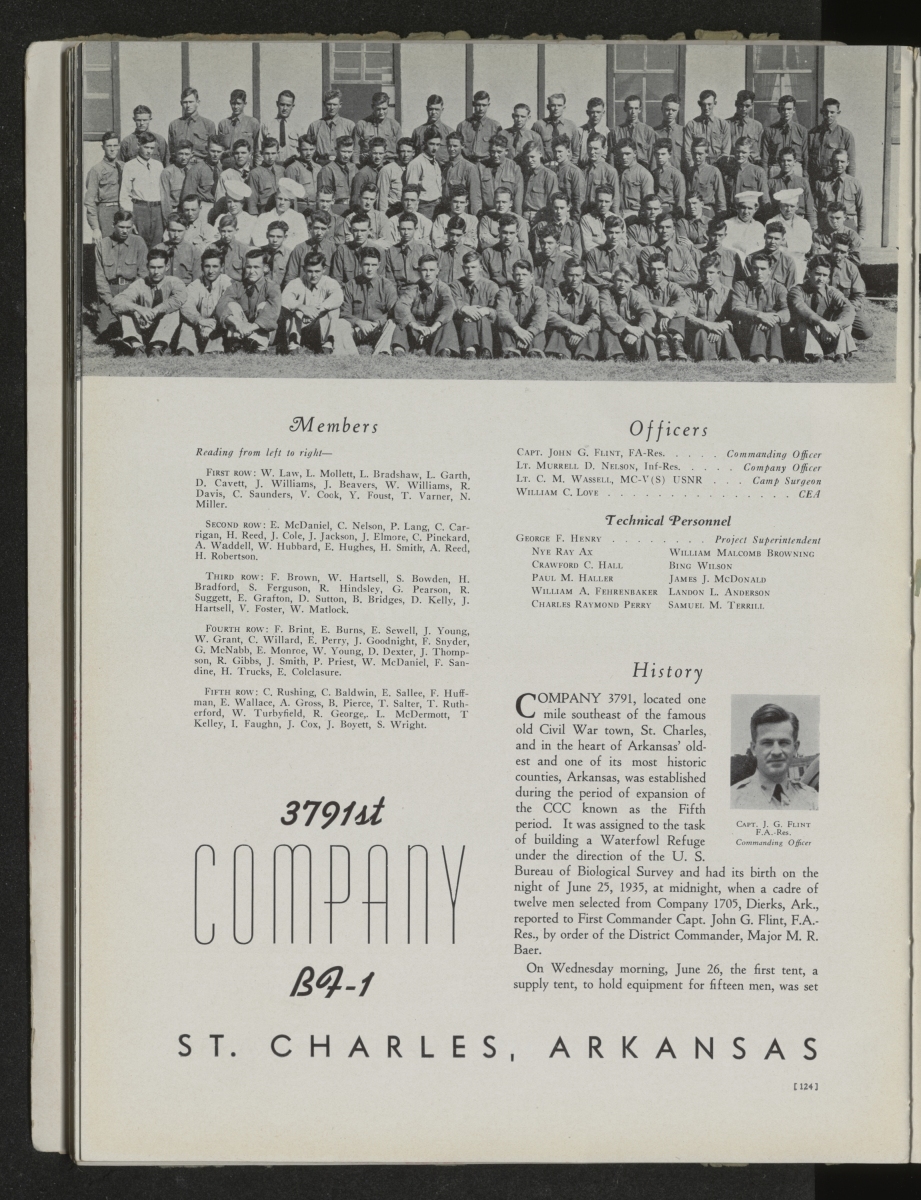 Members
Reading from left to right—
First row: W. Law, L. Mollett, L. Bradshaw, L. Garth,
D. Cavett, J. Williams, J. Beavers, W. Williams, R.
Davis, C. Saunders, V. Cook, Y. Foust, T. Varner, N.
Miller.
Second row: E. McDaniel, C. Nelson, P. Lang, C. Car-
rigan, H. Reed, J. Cole, J. Jackson, J. Elmore, C. Pinckard,
A. Waddell, W. Hubbard, E. Hughes, H. Smith, A. Reed,
H. Robertson.
Third row: F. Brown, W. Hartsell, S. Bowden, H.
Bradford, S. Ferguson, R. Hindsley, G. Pearson, R.
Suggett, E. Grafton, D. Sutton, B. Bridges, D. Kelly, J.
Hartsell, V. Foster, W. Matlock.
Fourth row: F. Brint, E. Burns, E. Sewell, J. Young,
W. Grant, C. Willard, E. Perry, J. Goodnight, F. Snyder,
G. McNabb, E. Monroe, W. Young, D. Dexter, J. Thomp-
son, R. Gibbs, J. Smith, P. Priest, W. McDaniel, F. San-
dine, H. Trucks, E. Colclasure.
Fifth row: C. Rushing, C. Baldwin, E. Sallee, F. Huff-
man, E. Wallace, A. Gross, B. Pierce, T. Salter, T. Ruth-
erford, W. Turbyfield, R. George,. L. McDermott, T
Kelley, I. Faughn, J. Cox, J. Boyett, S. Wright.
3791st
COMPANY
BF-1
Officers
Capt. John G. Flint, FA-Res. . . . . Commanding Officer
Lt. Murrell D. Nelson, Inf-Res. . . . . Company Officer
Lt. C. M. Wassell, MC-V(S) USNR . . . Camp Surgeon
William C. Love . . . . . . . . . . . . . . . CEA
Technical Personnel
George F. Henry . . . . . . . . Project Superintendent
Nye Ray Ax William Malcomb Browning
Crawford C. Hall Bing Wilson
Paul M. Haller James J. McDonald
William A. Fehrenbaker Landon L. Anderson
Charles Raymond Perry Samuel M. Terrill
History
COMPANY 3791, located one
mile southeast of the famous
old Civil War town, St. Charles,
and in the heart of Arkansas' old-
est and one of its most historic
counties, Arkansas, was established
during the period of expansion of
the CCC known as the Fifth
period. It was assigned to the task
of building a Waterfowl Refuge
under the direction of the U. S.
Bureau of Biological Survey and had its birth on the
night of June 25, 1935, at midnight, when a cadre of
twelve men selected from Company 1705, Dierks, Ark.,
reported to First Commander Capt. John G. Flint, F.A.-
Res., by order of the District Commander, Major M. R.
Baer.
On Wednesday morning, June 26, the first tent, a
supply tent, to hold equipment for fifteen men, was set
Capt. J. G. Flint
F.A.-Res.
Commanding Officer
ST. CHARLES, ARKANSAS
[124]